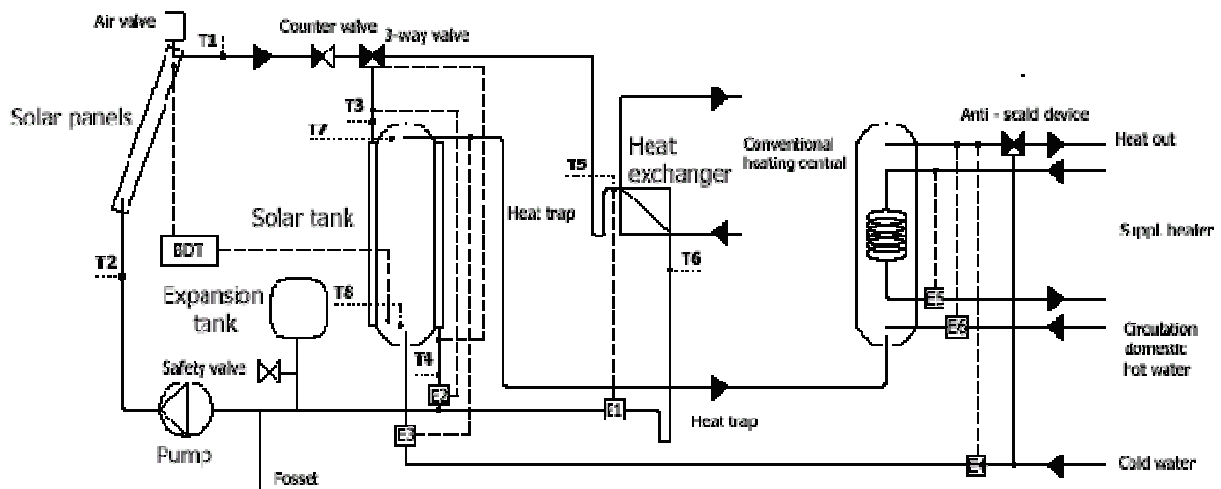 Air valve
T1
Counter valve
3-way valve
Solar panels
T3
T7
Anti - scald device
Heat out
Heat
exchanger
Conventional
heating central
T5
Solar tank
Heat trap
BDT
T2
T6
Suppl. heater
Expansion
tank
T8
E5
E6
Circulation
domestic
hot water
Safety valve
T4
E2
E1
Heat trap
E3
Pump
E4
Cold water
Fosset